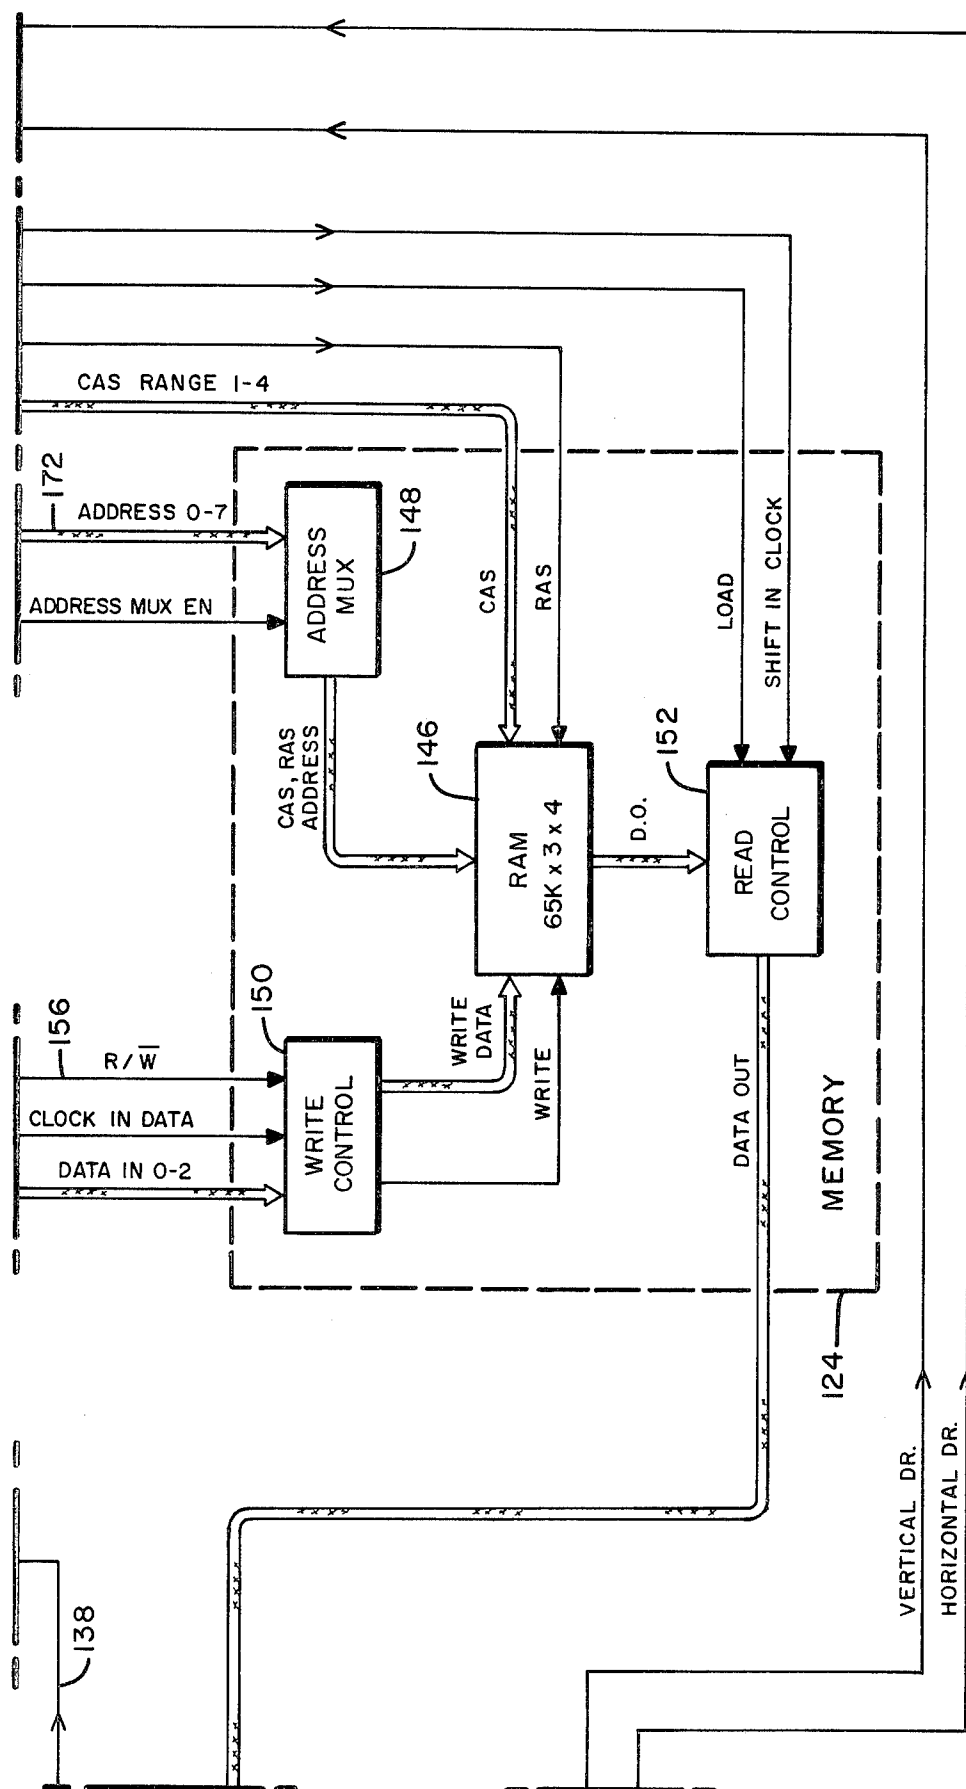 CAS RANGE 1-4
172
ADDRESS 0-7
ADDRESS MUX EN
ADDRESS
MUX
148
CAS
RAS
LOAD
SHIFT IN CLOCK
CAS, RAS
ADDRESS
146
RAM
65K x 3 x 4
D.O.
152
READ
CONTROL
156
R/W̅
CLOCK IN DATA
DATA IN 0-2
150
WRITE
CONTROL
WRITE
DATA
WRITE
DATA OUT
MEMORY
124
138
VERTICAL DR.
HORIZONTAL DR.